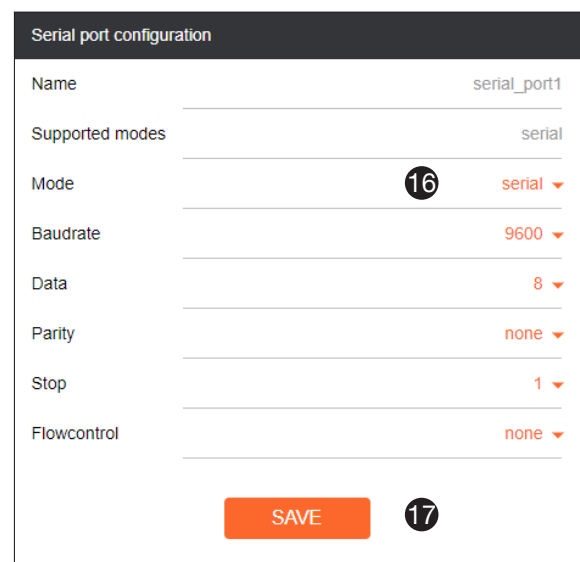 Serial port configuration
Name serial_port1
Supported modes serial
Mode 16 serial
Baudrate 9600
Data 8
Parity none
Stop 1
Flowcontrol none
SAVE 17